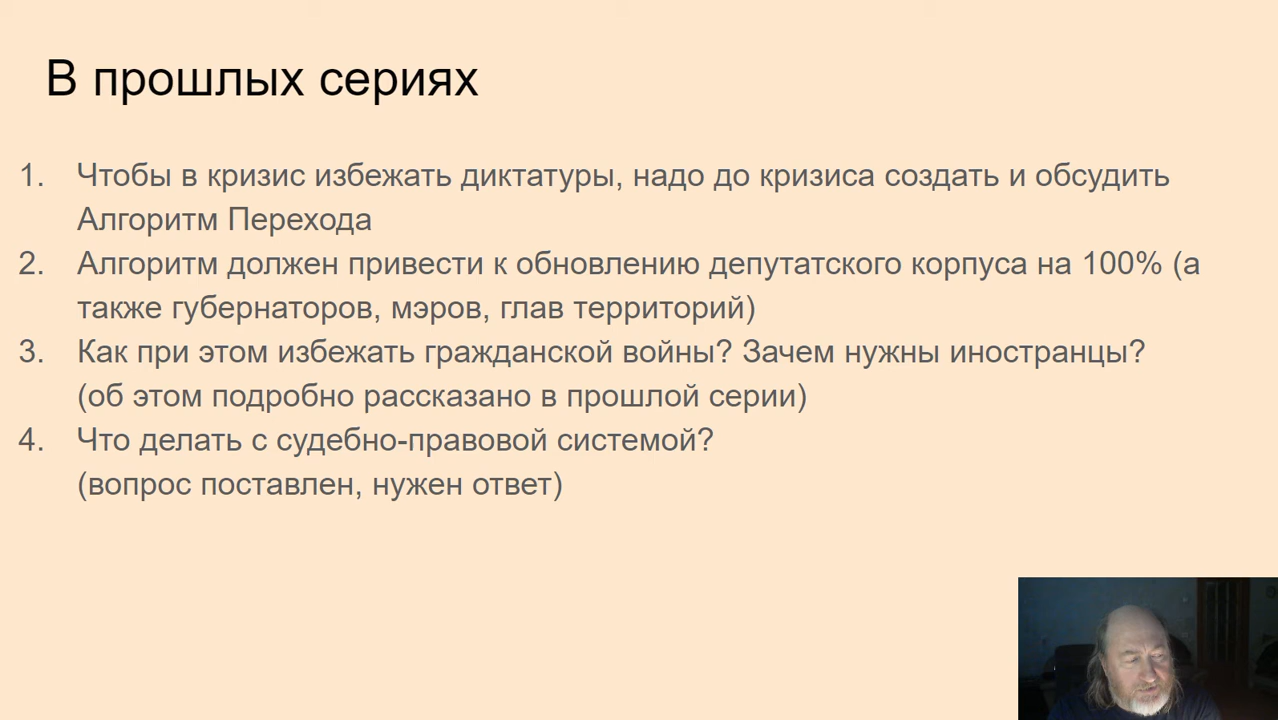 В прошлых сериях
1. Чтобы в кризис избежать диктатуры, надо до кризиса создать и обсудить
Алгоритм Перехода
2. Алгоритм должен привести к обновлению депутатского корпуса на 100% (а
также губернаторов, мэров, глав территорий)
3. Как при этом избежать гражданской войны? Зачем нужны иностранцы?
(об этом подробно рассказано в прошлой серии)
4. Что делать с судебно-правовой системой?
(вопрос поставлен, нужен ответ)